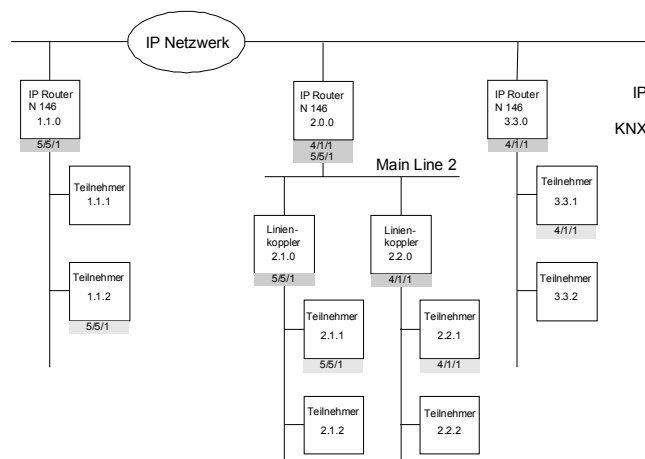 IP Netzwerk
IP Router
N 146
1.1.0
5/5/1
IP Router
N 146
2.0.0
4/1/1
5/5/1
IP Router
N 146
3.3.0
4/1/1
IP
KNX
Main Line 2
Teilnehmer
1.1.1
Teilnehmer
1.1.2
5/5/1
Linien-
koppler
2.1.0
5/5/1
Linien-
koppler
2.2.0
4/1/1
Teilnehmer
3.3.1
4/1/1
Teilnehmer
3.3.2
Teilnehmer
2.1.1
5/5/1
Teilnehmer
2.2.1
4/1/1
Teilnehmer
2.1.2
Teilnehmer
2.2.2